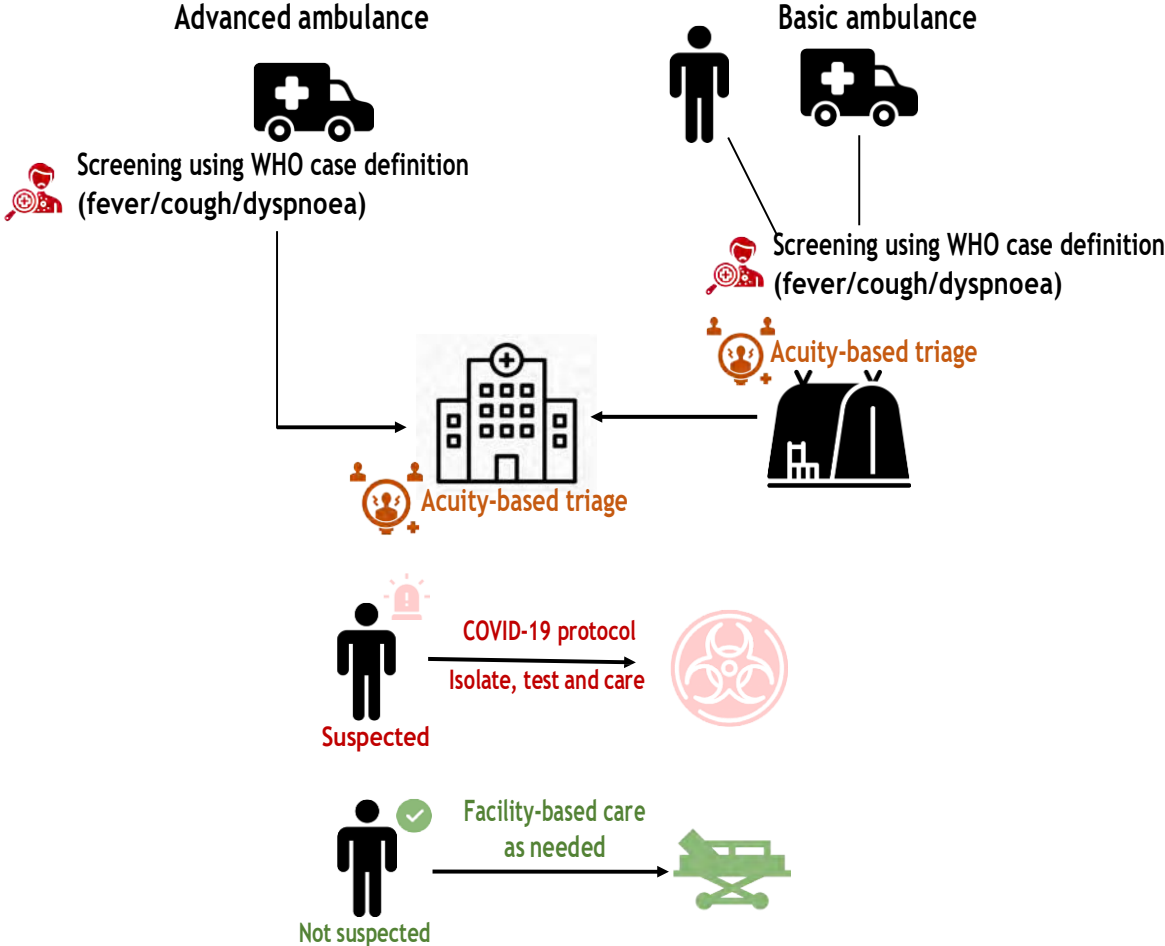 Advanced ambulance
Basic ambulance
Screening using WHO case definition
(fever/cough/dyspnoea)
Screening using WHO case definition
(fever/cough/dyspnoea)
Acuity-based triage
Acuity-based triage
COVID-19 protocol
Isolate, test and care
Suspected
Facility-based care
as needed
Not suspected